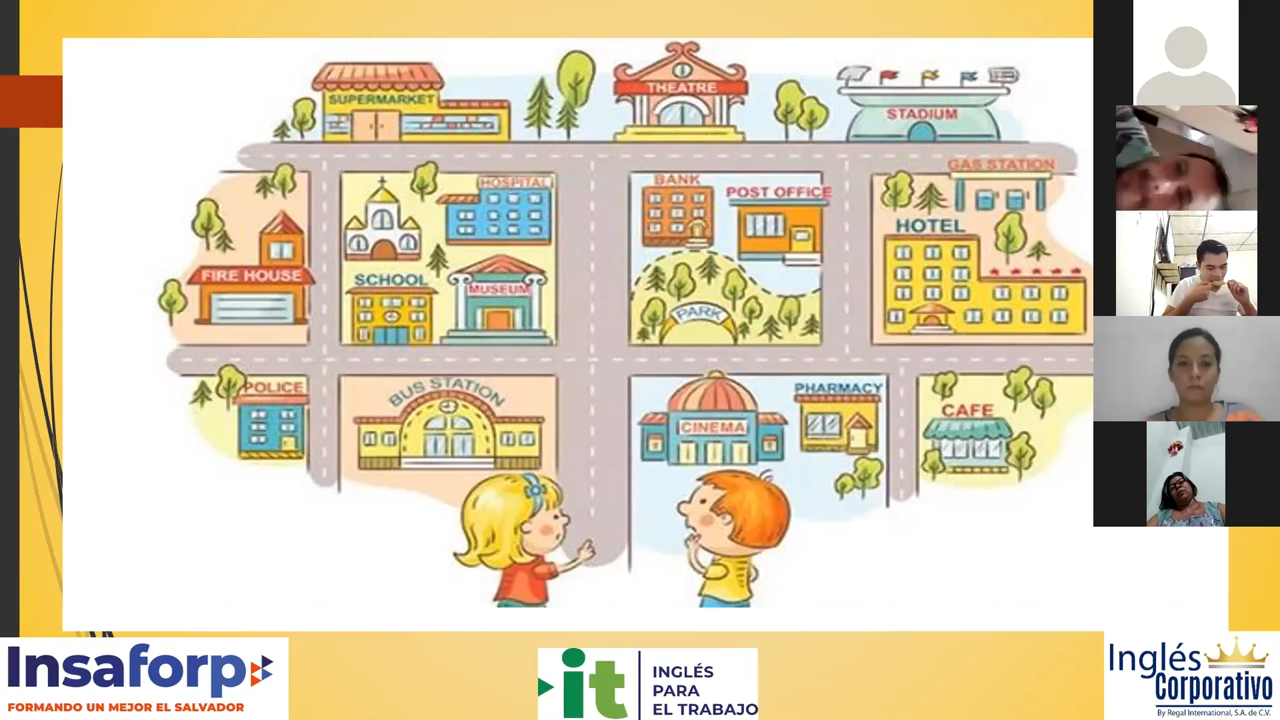 SUPERMARKET
THEATRE
STADIUM
GAS STATION
HOSPITAL
BANK
POST OFFICE
HOTEL
FIRE HOUSE
SCHOOL
MUSEUM
PARK
POLICE
BUS STATION
CINEMA
PHARMACY
CAFE
Insaforp
FORMANDO UN MEJOR EL SALVADOR
it
INGLÉS
PARA
EL TRABAJO
Inglés
Corporativo
By Regal International, S.A. de C.V.